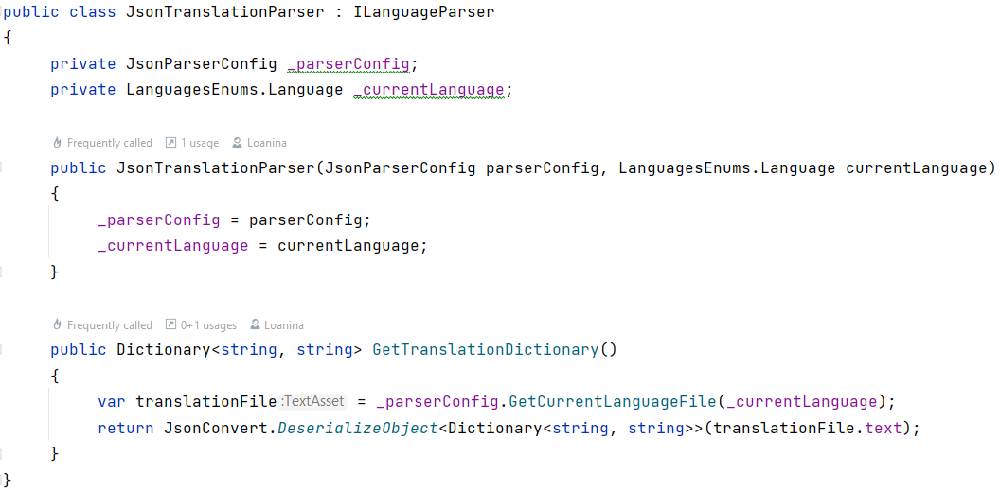 public class JsonTranslationParser : ILanguageParser
{
private JsonParserConfig _parserConfig;
private LanguagesEnums.Language _currentLanguage;
Frequently called 1 usage Loanina
public JsonTranslationParser(JsonParserConfig parserConfig, LanguagesEnums.Language currentLanguage)
{
_parserConfig = parserConfig;
_currentLanguage = currentLanguage;
}
Frequently called 0+1 usages Loanina
public Dictionary<string, string> GetTranslationDictionary()
{
var translationFile :TextAsset = _parserConfig.GetCurrentLanguageFile(_currentLanguage);
return JsonConvert.DeserializeObject<Dictionary<string, string>>(translationFile.text);
}
}